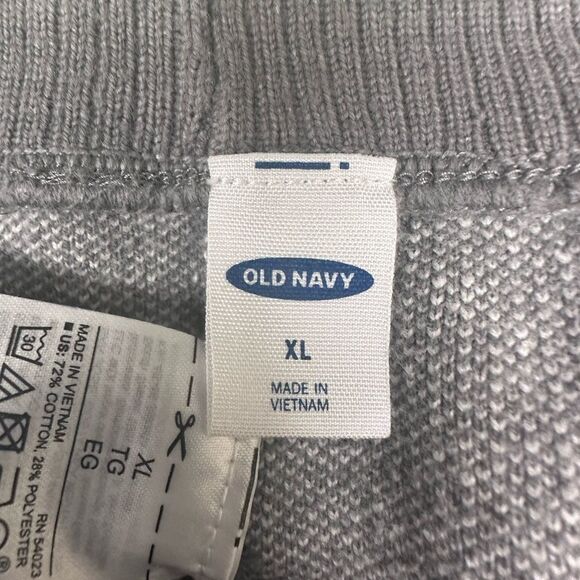 OLD NAVY
XL
MADE IN
VIETNAM
XL
TG
EG
MADE IN VIETNAM
US: 72% COTTON, 28% POLYESTER
RN 54023
30